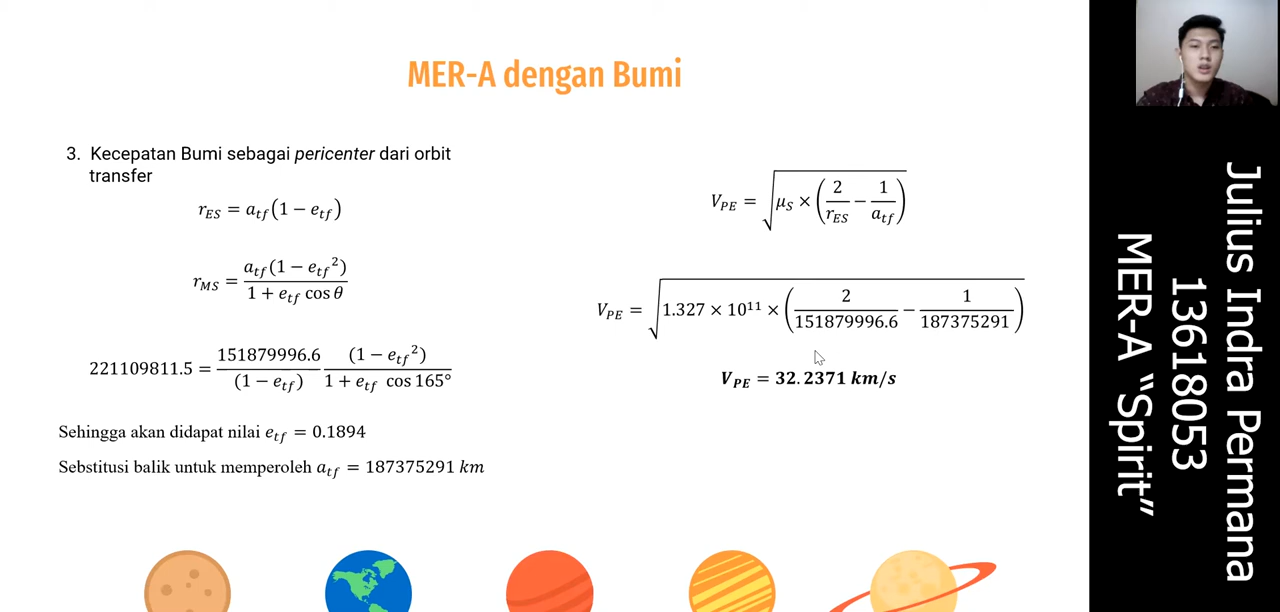 MER-A dengan Bumi
3. Kecepatan Bumi sebagai pericenter dari orbit
transfer
r_ES = a_tf(1 − e_tf)
r_MS = a_tf(1 − e_tf²) / (1 + e_tf cos θ)
221109811.5 = 151879996.6 / (1 − e_tf) (1 − e_tf²) / (1 + e_tf cos 165°)
Sehingga akan didapat nilai e_tf = 0.1894
Sebstitusi balik untuk memperoleh a_tf = 187375291 km
V_PE = √(μ_S × (2/r_ES − 1/a_tf))
V_PE = √(1.327 × 10¹¹ × (2/151879996.6 − 1/187375291))
V_PE = 32.2371 km/s
Julius Indra Permana
13618053
MER-A “Spirit”